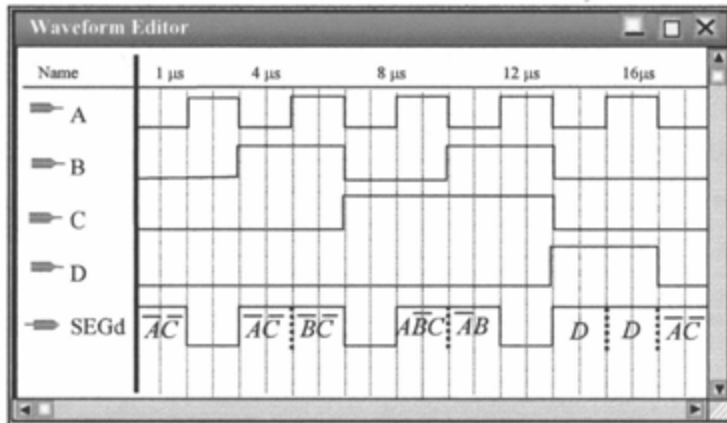 Waveform Editor
Name 1 μs 4 μs 8 μs 12 μs 16μs
A
B
C
D
SEGd A̅C̅ A̅C̅ B̅C̅ AB̅C A̅B D D A̅C̅